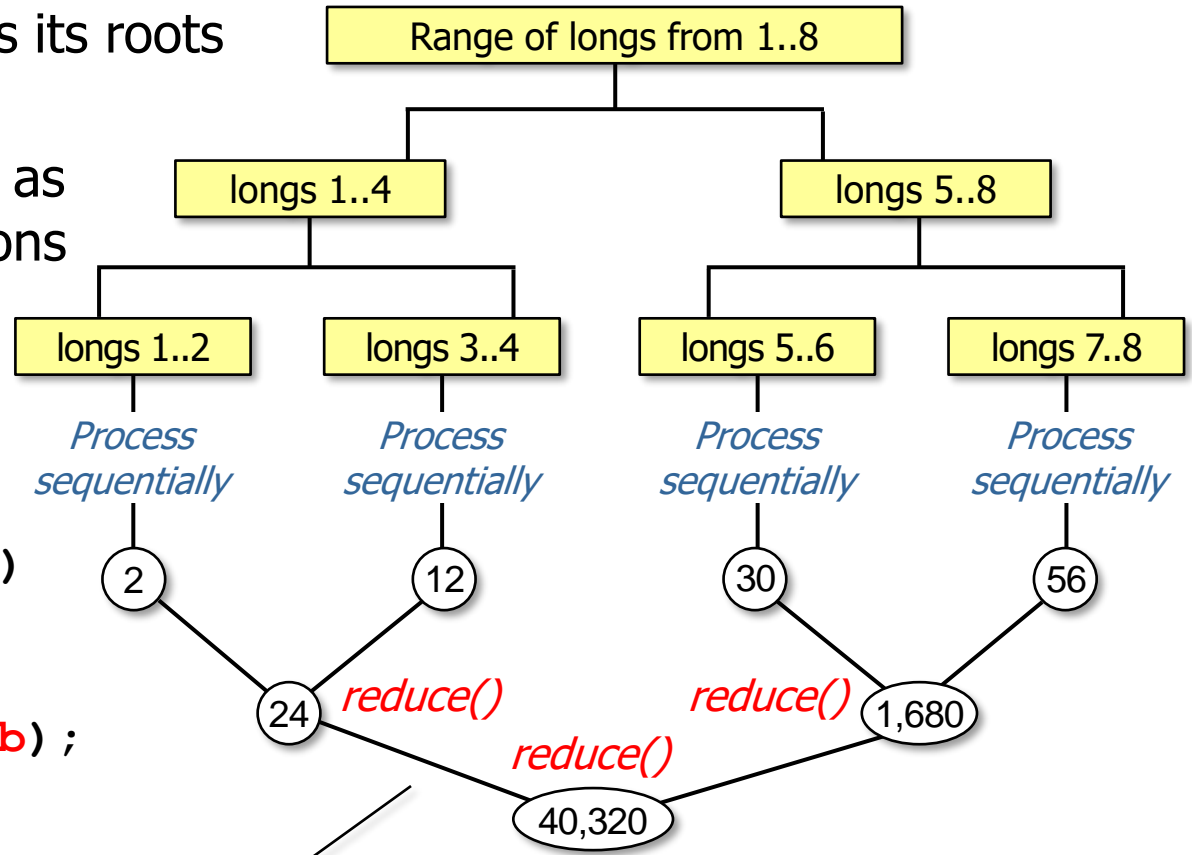 s its roots
Range of longs from 1..8
as
ons
longs 1..4
longs 5..8
longs 1..2
longs 3..4
longs 5..6
longs 7..8
Process
sequentially
Process
sequentially
Process
sequentially
Process
sequentially
)
2
12
30
56
24
reduce()
reduce()
1,680
b);
reduce()
40,320